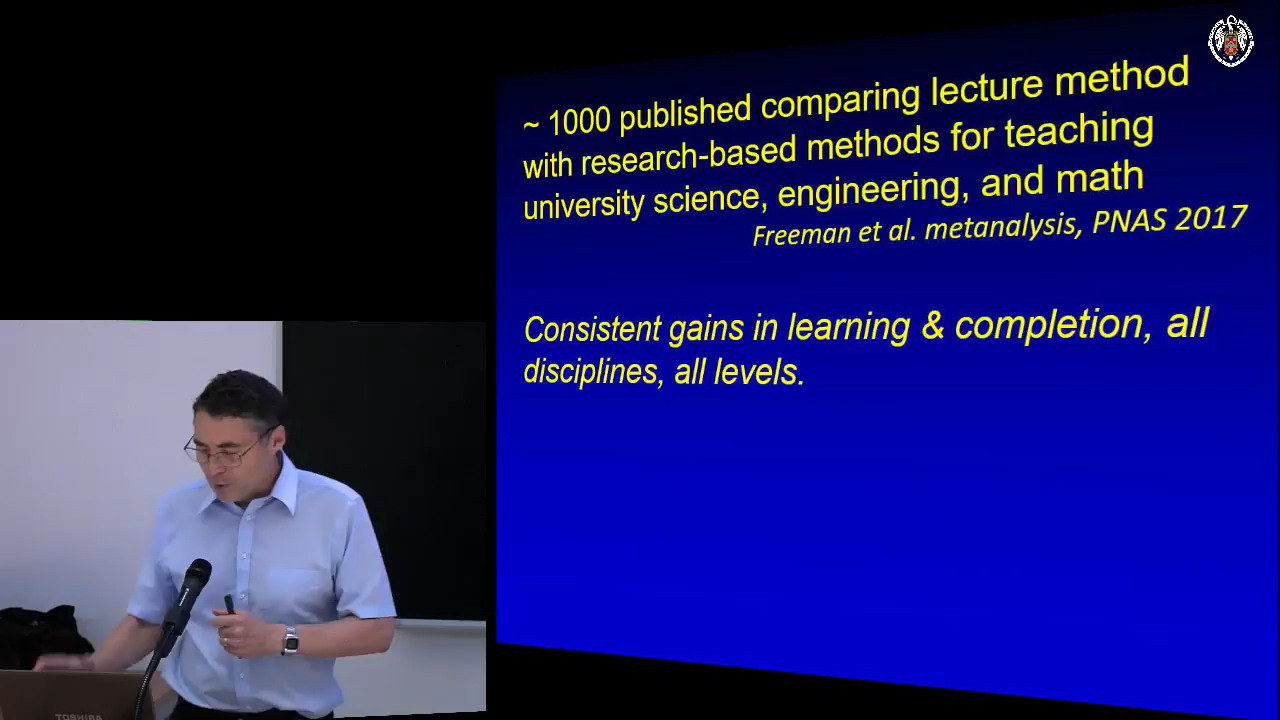 ~ 1000 published comparing lecture method
with research-based methods for teaching
university science, engineering, and math
Freeman et al. metanalysis, PNAS 2017
Consistent gains in learning & completion, all
disciplines, all levels.
TOSHIBA